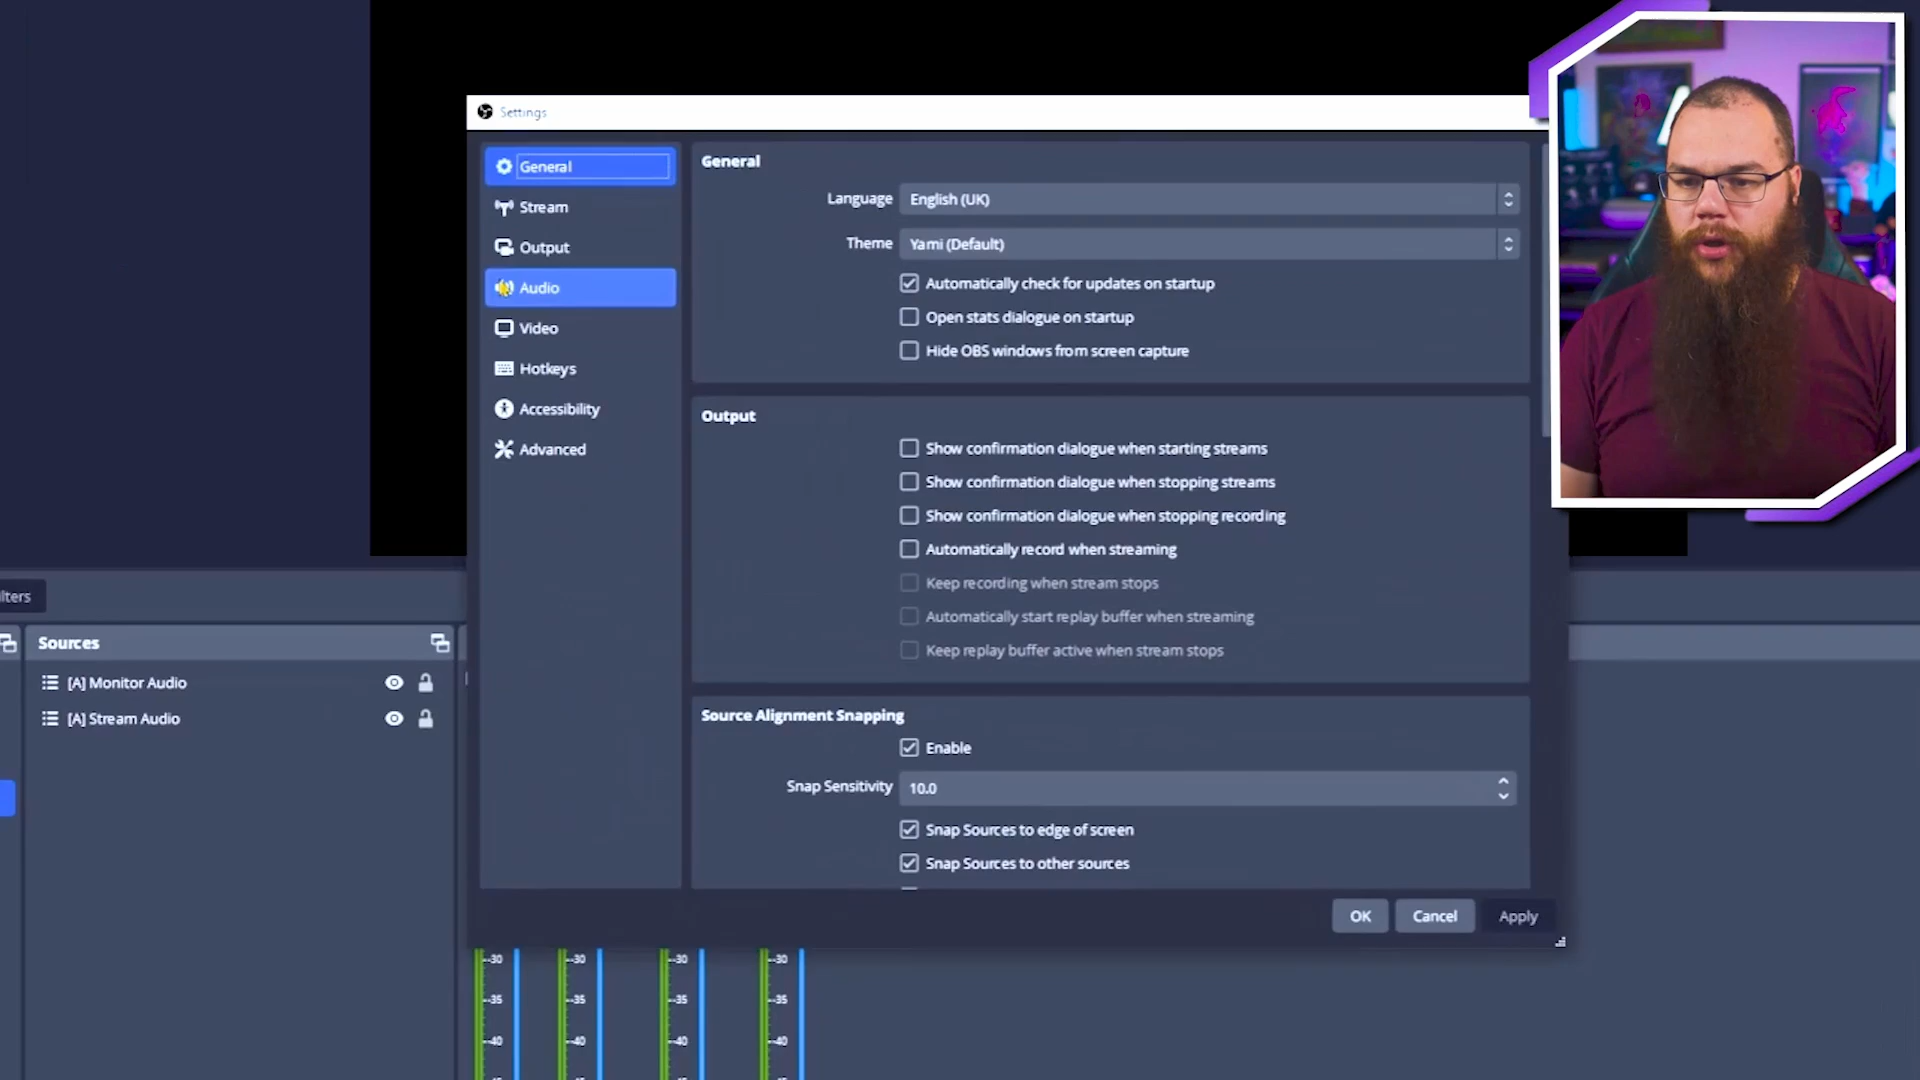 Settings
General
Stream
Output
Audio
Video
Hotkeys
Accessibility
Advanced
General
Language English (UK)
Theme Yami (Default)
Automatically check for updates on startup
Open stats dialogue on startup
Hide OBS windows from screen capture
Output
Show confirmation dialogue when starting streams
Show confirmation dialogue when stopping streams
Show confirmation dialogue when stopping recording
Automatically record when streaming
Keep recording when stream stops
Automatically start replay buffer when streaming
Keep replay buffer active when stream stops
Source Alignment Snapping
Enable
Snap Sensitivity 10.0
Snap Sources to edge of screen
Snap Sources to other sources
OK Cancel Apply
lters
Sources
[A] Monitor Audio
[A] Stream Audio
-30 -30 -30 -30
-35 -35 -35 -35
-40 -40 -40 -40